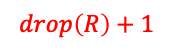 drop(R) + 1